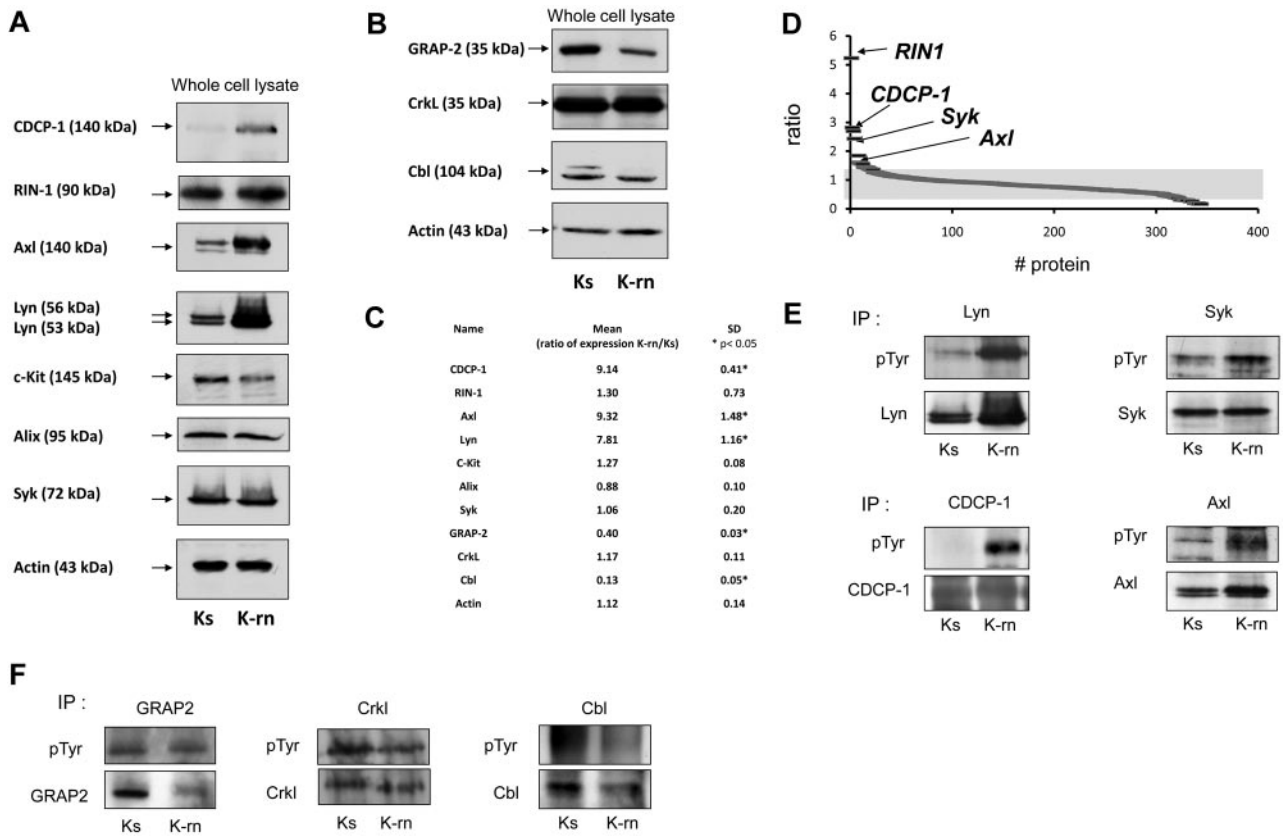 A
Whole cell lysate
CDCP-1 (140 kDa)
RIN-1 (90 kDa)
Axl (140 kDa)
Lyn (56 kDa)
Lyn (53 kDa)
c-Kit (145 kDa)
Alix (95 kDa)
Syk (72 kDa)
Actin (43 kDa)
Ks K-rn
B
Whole cell lysate
GRAP-2 (35 kDa)
CrkL (35 kDa)
Cbl (104 kDa)
Actin (43 kDa)
Ks K-rn
C
Name Mean SD
(ratio of expression K-rn/Ks) * p< 0.05
CDCP-1 9.14 0.41*
RIN-1 1.30 0.73
Axl 9.32 1.48*
Lyn 7.81 1.16*
C-Kit 1.27 0.08
Alix 0.88 0.10
Syk 1.06 0.20
GRAP-2 0.40 0.03*
CrkL 1.17 0.11
Cbl 0.13 0.05*
Actin 1.12 0.14
D
ratio
6
5
4
3
2
1
0
RIN1
CDCP-1
Syk
Axl
0 100 200 300 400
# protein
E
IP :
Lyn
pTyr
Lyn
Ks K-rn
Syk
pTyr
Syk
Ks K-rn
IP :
CDCP-1
pTyr
CDCP-1
Ks K-rn
Axl
pTyr
Axl
Ks K-rn
F
IP :
GRAP2
pTyr
GRAP2
Ks K-rn
Crkl
pTyr
Crkl
Ks K-rn
Cbl
pTyr
Cbl
Ks K-rn